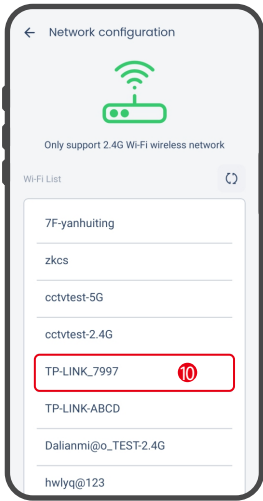 Network configuration
Only support 2.4G Wi-Fi wireless network
Wi-Fi List
7F-yanhuiting
zkcs
cctvtest-5G
cctvtest-2.4G
TP-LINK_7997 10
TP-LINK-ABCD
Dalianmi@o_TEST-2.4G
hwlyq@123